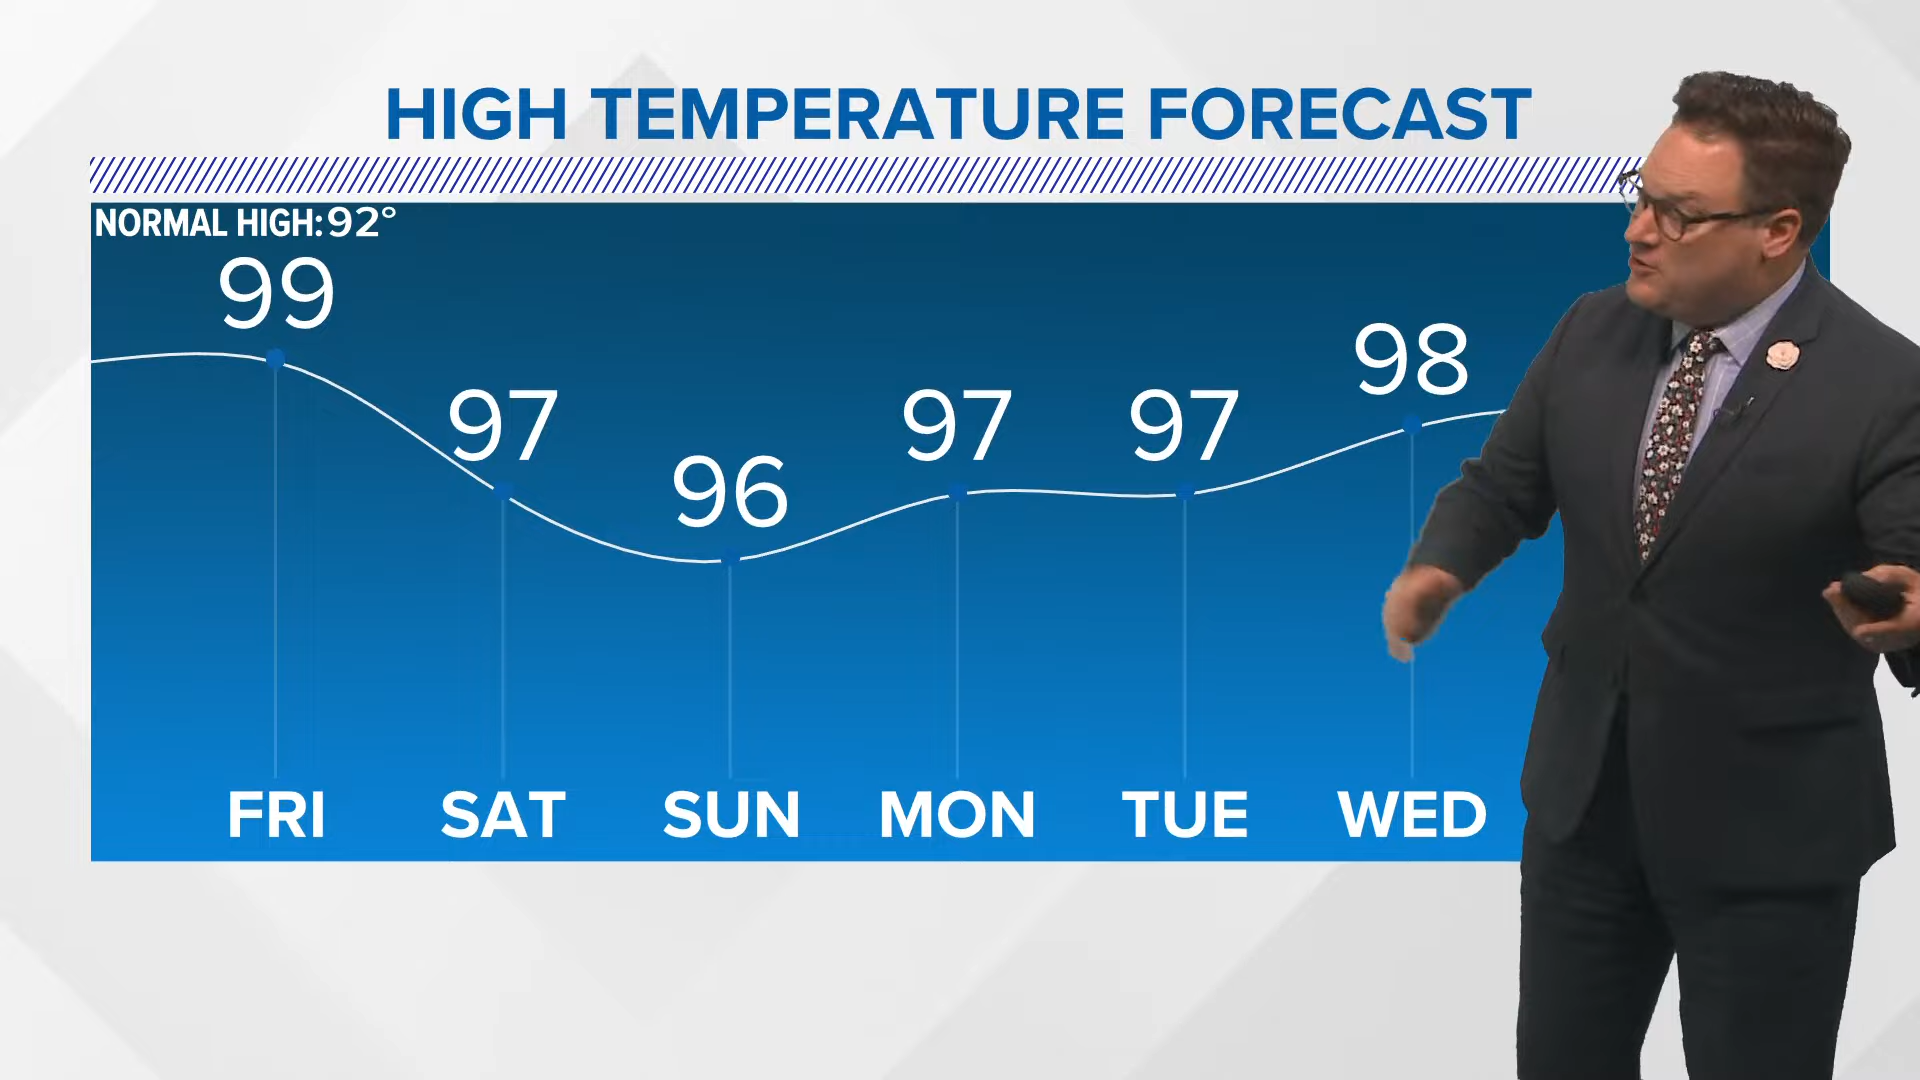 HIGH TEMPERATURE FORECAST
NORMAL HIGH: 92°
99
97
96
97
97
98
FRI
SAT
SUN
MON
TUE
WED